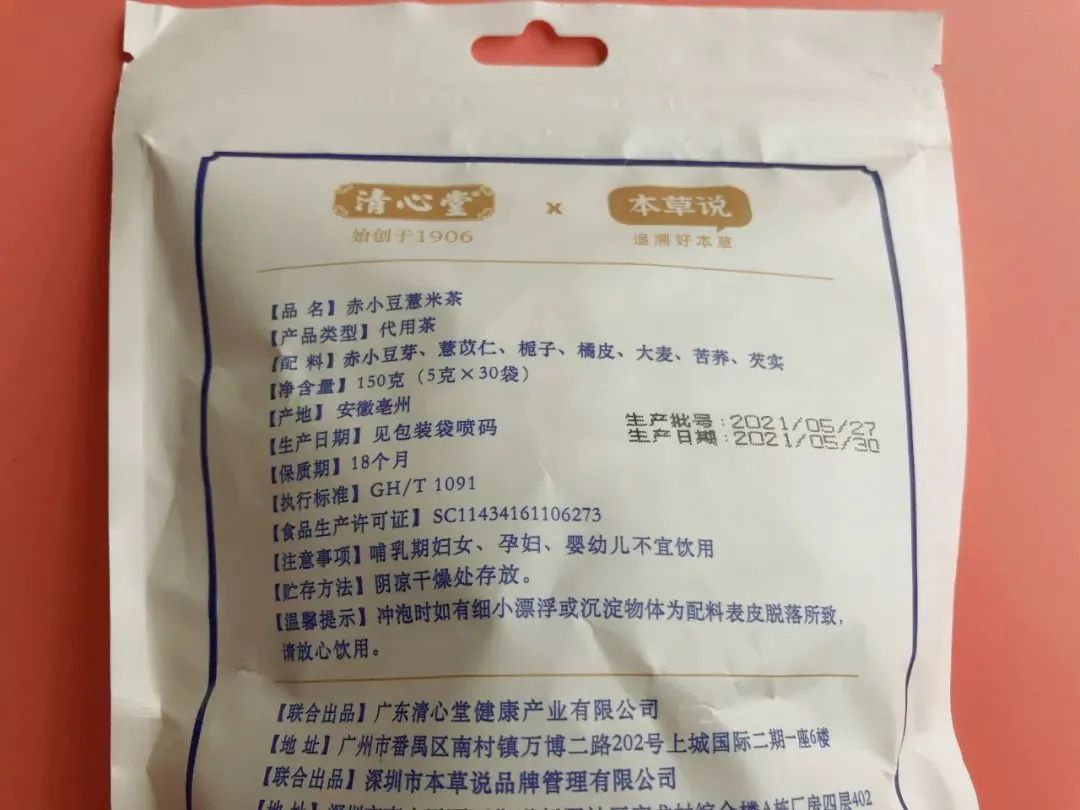 清心堂 x 本草说
始创于1906 追溯好本草
【品 名】赤小豆薏米茶
【产品类型】代用茶
【配 料】赤小豆芽、薏苡仁、栀子、橘皮、大麦、苦荞、芡实
【净含量】150克（5克×30袋）
【产地】安徽亳州
【生产日期】见包装袋喷码
生产批号:2021/05/27
生产日期:2021/05/30
【保质期】18个月
【执行标准】GH/T 1091
【食品生产许可证】SC11434161106273
【注意事项】哺乳期妇女、孕妇、婴幼儿不宜饮用
【贮存方法】阴凉干燥处存放。
【温馨提示】冲泡时如有细小漂浮或沉淀物体为配料表皮脱落所致，
请放心饮用。
【联合出品】广东清心堂健康产业有限公司
【地 址】广州市番禺区南村镇万博二路202号上城国际二期一座6楼
【联合出品】深圳市本草说品牌管理有限公司